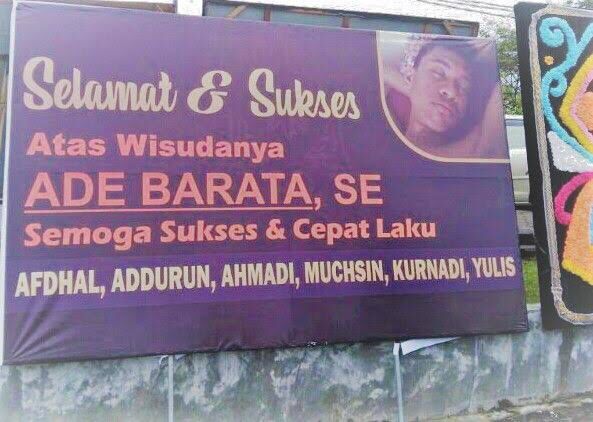 Selamat & Sukses
Atas Wisudanya
ADE BARATA, SE
Semoga Sukses & Cepat Laku
AFDHAL, ADDURUN, AHMADI, MUCHSIN, KURNADI, YULIS